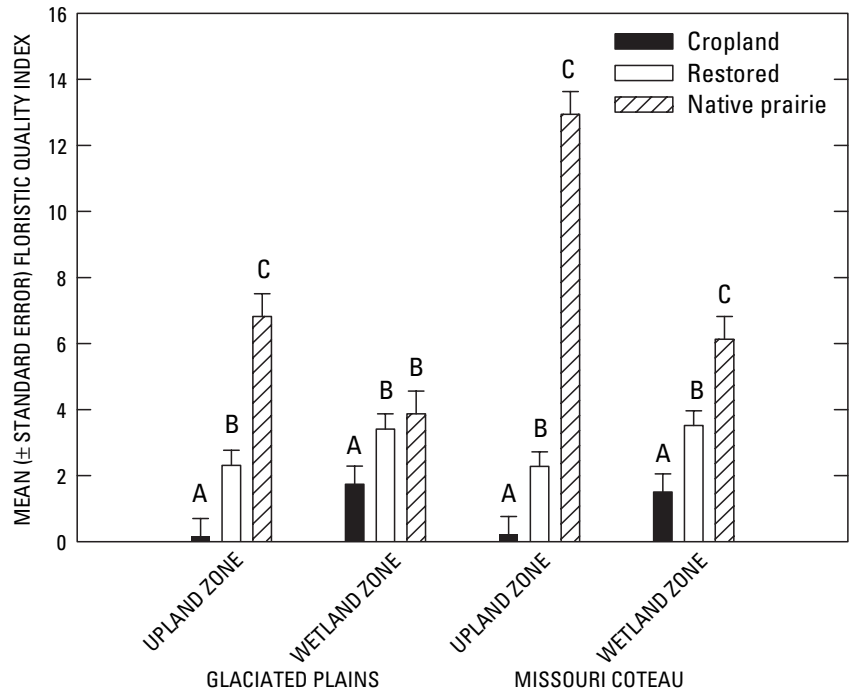 MEAN (± STANDARD ERROR) FLORISTIC QUALITY INDEX
16
14
12
10
8
6
4
2
0
Cropland
Restored
Native prairie
A
B
C
A
B
B
A
B
C
A
B
C
UPLAND ZONE
WETLAND ZONE
UPLAND ZONE
WETLAND ZONE
GLACIATED PLAINS
MISSOURI COTEAU